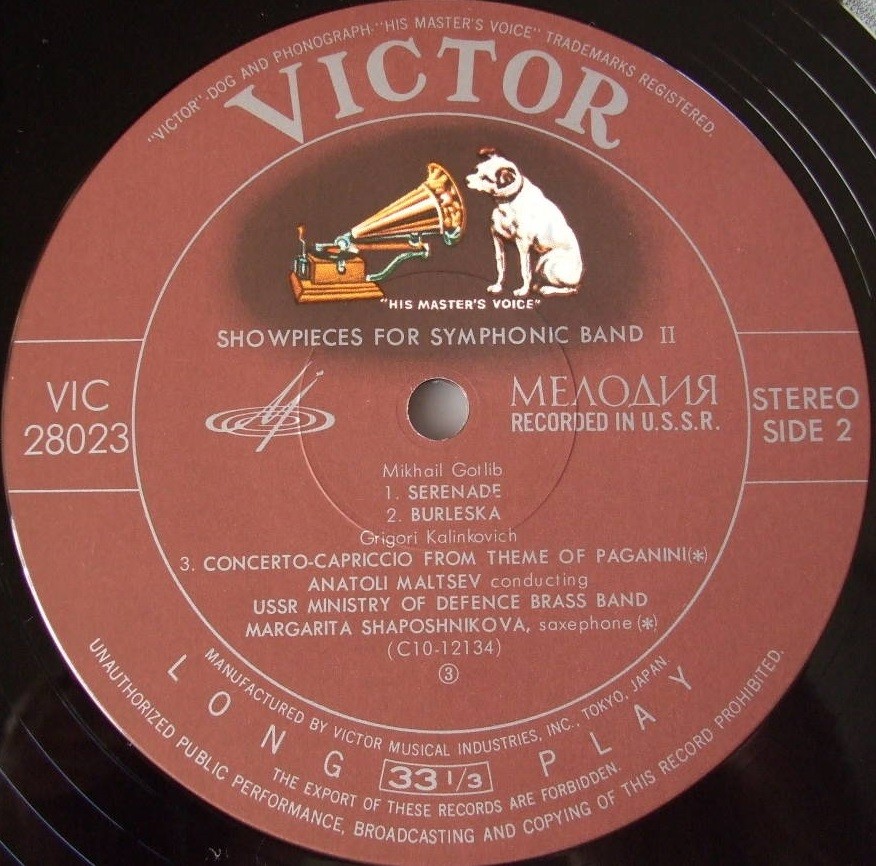 "VICTOR"-DOG AND PHONOGRAPH-"HIS MASTER'S VOICE" TRADEMARKS REGISTERED.
VICTOR
"HIS MASTER'S VOICE"
SHOWPIECES FOR SYMPHONIC BAND II
VIC
28023
МЕЛОДИЯ
RECORDED IN U.S.S.R.
STEREO
SIDE 2
Mikhail Gotlib
1. SERENADE
2. BURLESKA
Grigori Kalinkovich
3. CONCERTO-CAPRICCIO FROM THEME OF PAGANINI(*)
ANATOLI MALTSEV conducting
USSR MINISTRY OF DEFENCE BRASS BAND
MARGARITA SHAPOSHNIKOVA, saxephone(*)
(C10-12134)
③
MANUFACTURED BY VICTOR MUSICAL INDUSTRIES, INC., TOKYO, JAPAN.
LONG PLAY
33 1/3
THE EXPORT OF THESE RECORDS ARE FORBIDDEN.
UNAUTHORIZED PUBLIC PERFORMANCE, BROADCASTING AND COPYING OF THIS RECORD PROHIBITED.